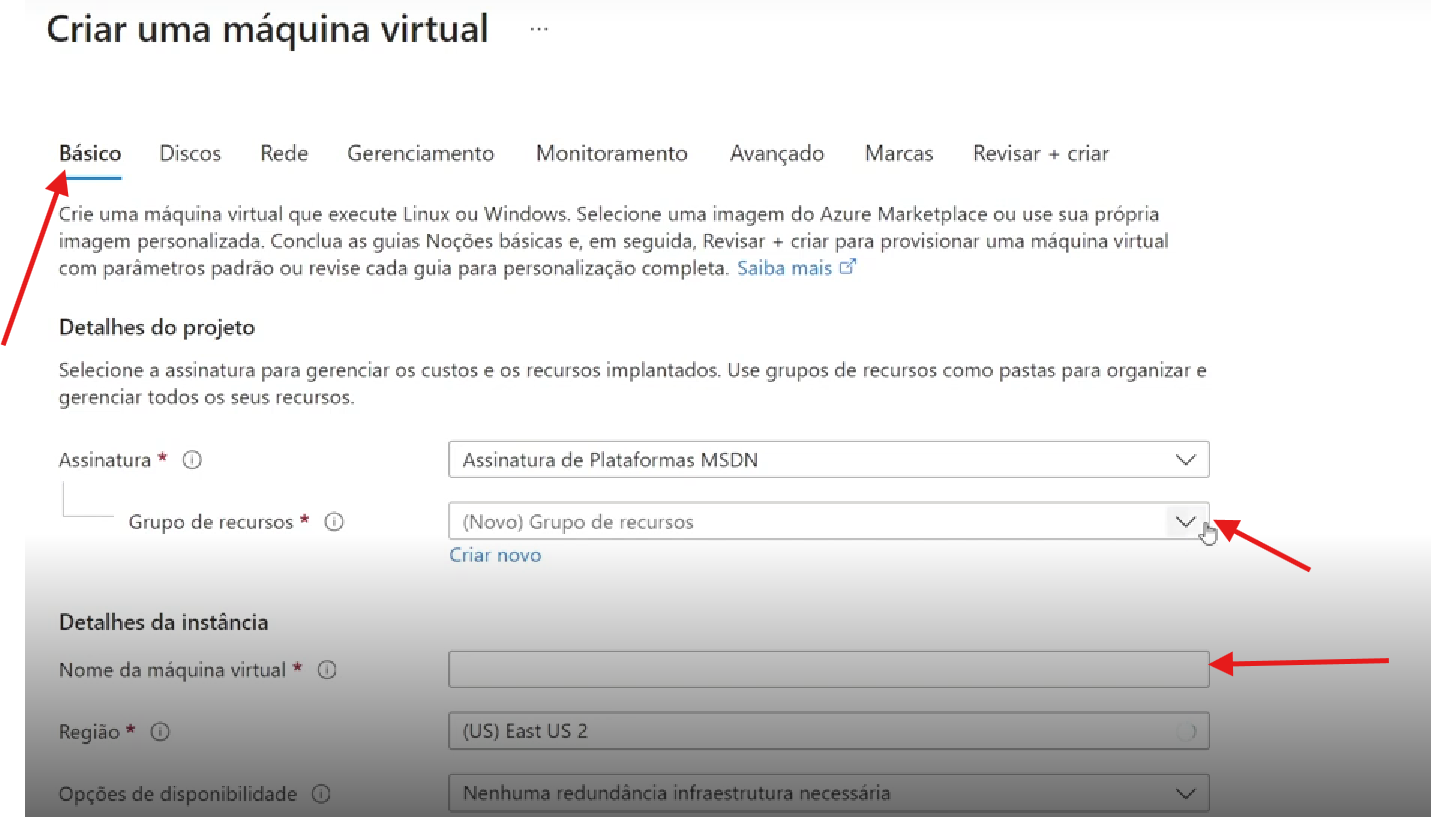 Criar uma máquina virtual ...
Básico Discos Rede Gerenciamento Monitoramento Avançado Marcas Revisar + criar
Crie uma máquina virtual que execute Linux ou Windows. Selecione uma imagem do Azure Marketplace ou use sua própria
imagem personalizada. Conclua as guias Noções básicas e, em seguida, Revisar + criar para provisionar uma máquina virtual
com parâmetros padrão ou revise cada guia para personalização completa. Saiba mais
Detalhes do projeto
Selecione a assinatura para gerenciar os custos e os recursos implantados. Use grupos de recursos como pastas para organizar e
gerenciar todos os seus recursos.
Assinatura * Assinatura de Plataformas MSDN
Grupo de recursos * (Novo) Grupo de recursos
Criar novo
Detalhes da instância
Nome da máquina virtual *
Região * (US) East US 2
Opções de disponibilidade Nenhuma redundância infraestrutura necessária